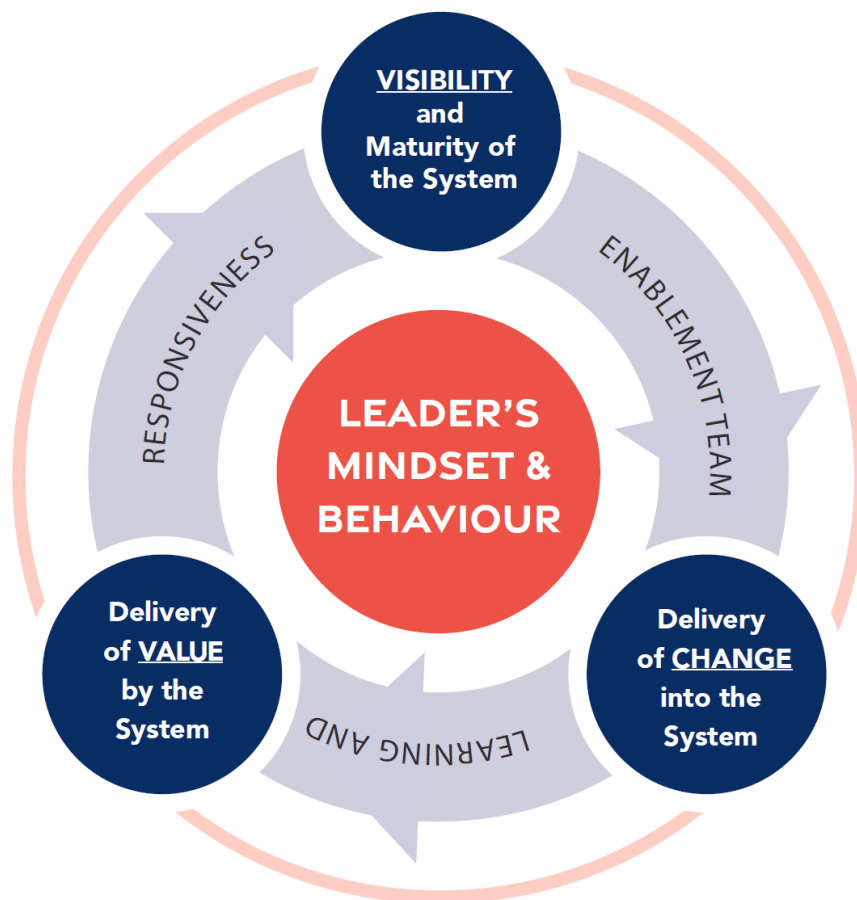 VISIBILITY
and
Maturity of
the System
ENABLEMENT TEAM
LEADER’S
MINDSET &
BEHAVIOUR
Delivery
of CHANGE
into the
System
LEARNING AND
Delivery
of VALUE
by the
System
RESPONSIVENESS